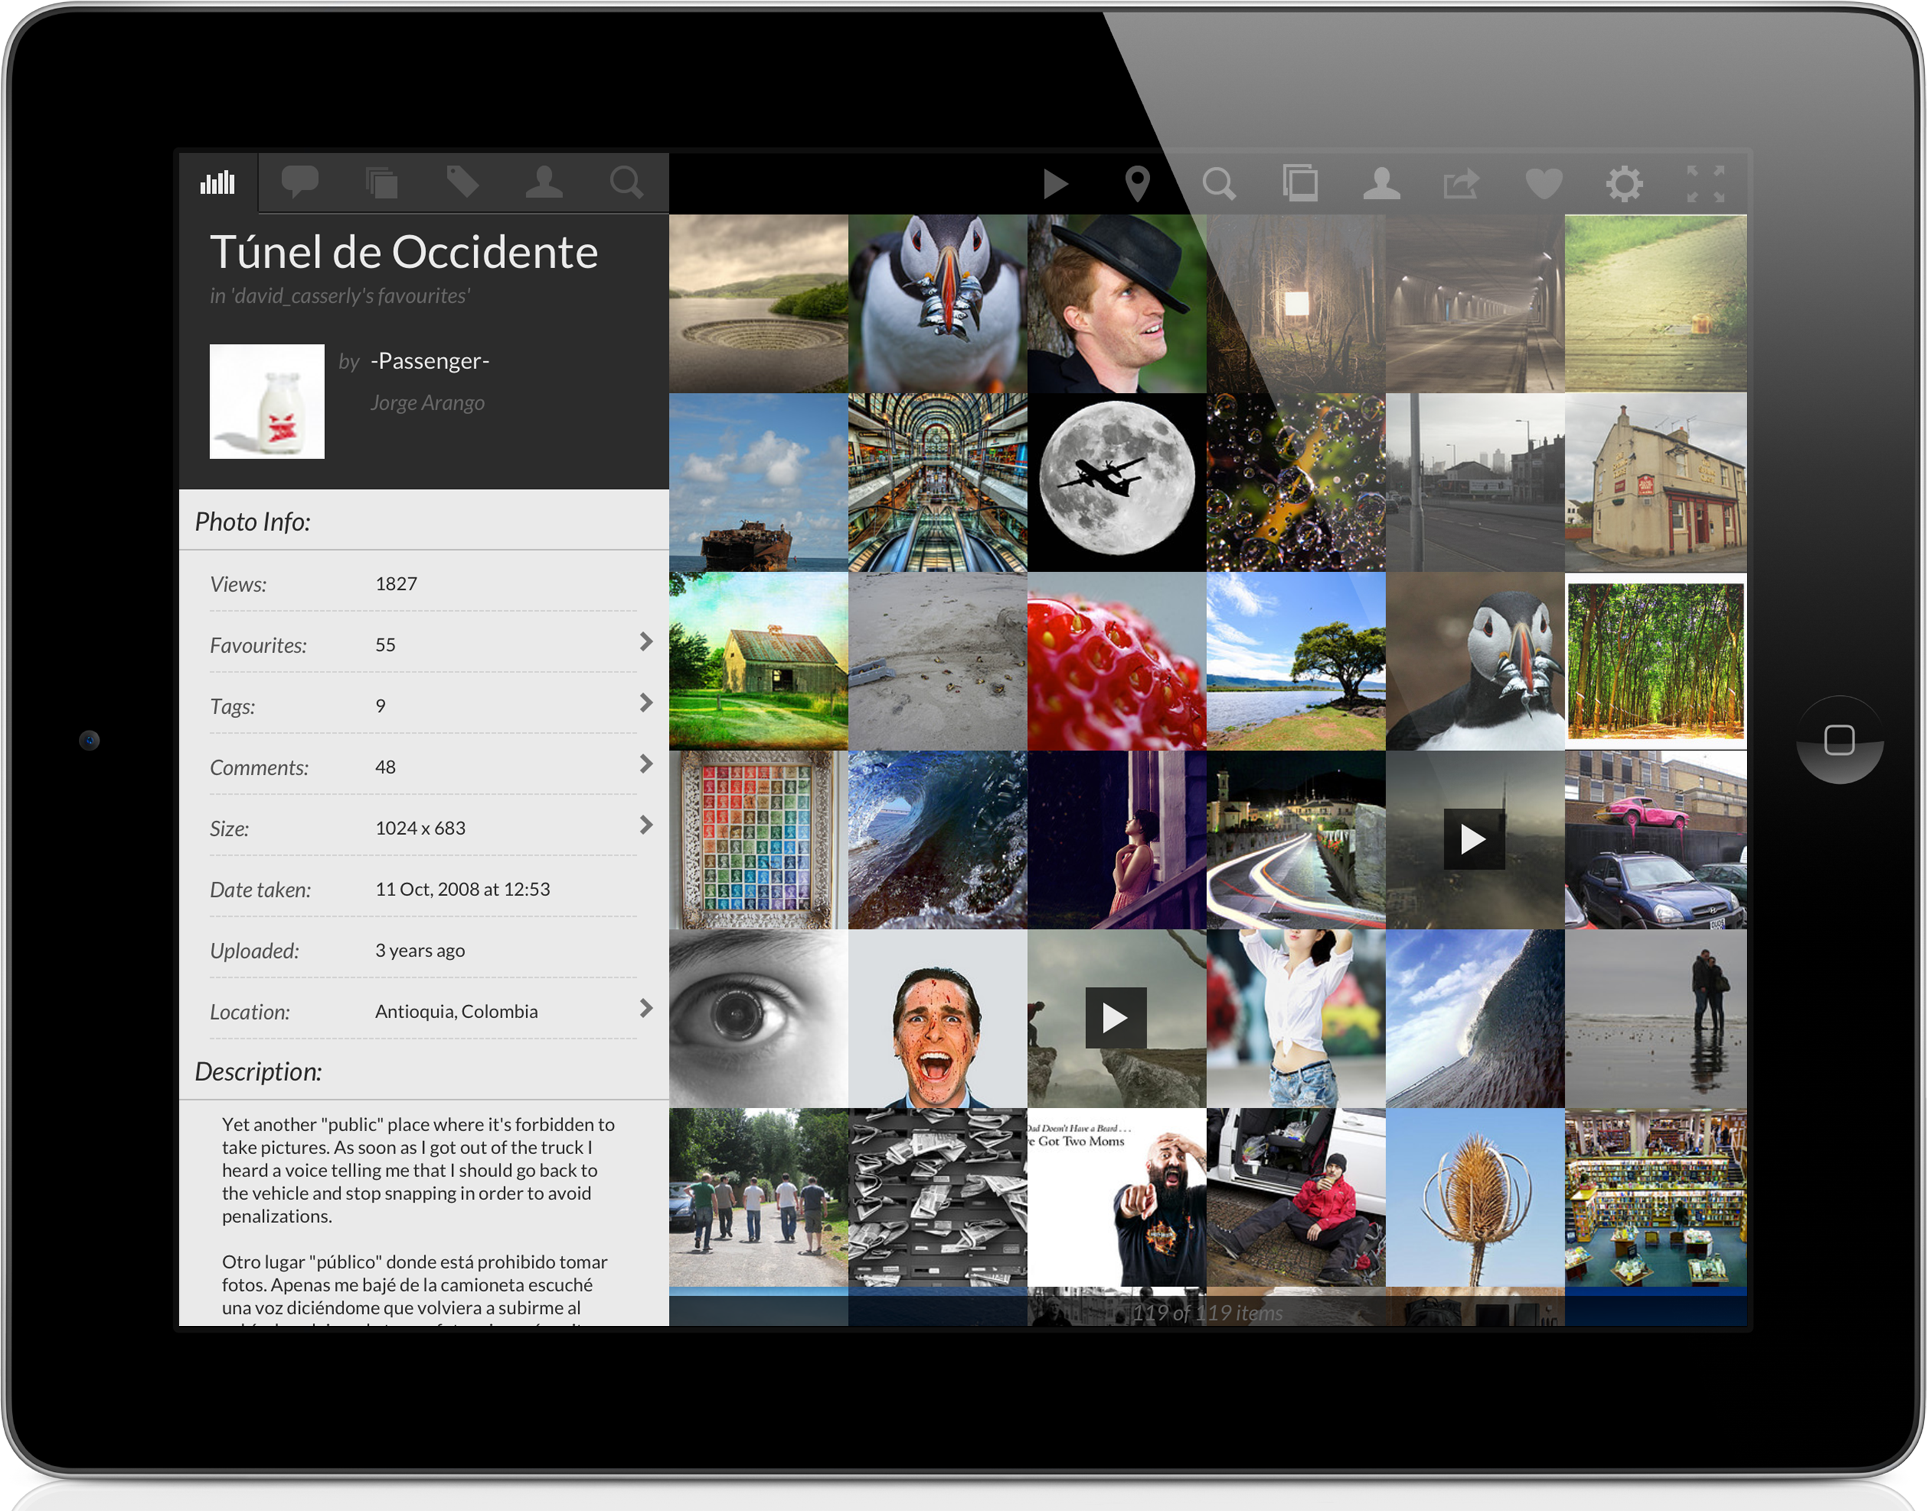 Túnel de Occidente
in 'david_casserly's favourites'
by -Passenger-
Jorge Arango
Photo Info:
Views: 1827
Favourites: 55
Tags: 9
Comments: 48
Size: 1024 x 683
Date taken: 11 Oct, 2008 at 12:53
Uploaded: 3 years ago
Location: Antioquia, Colombia
Description:
Yet another "public" place where it's forbidden to
take pictures. As soon as I got out of the truck I
heard a voice telling me that I should go back to
the vehicle and stop snapping in order to avoid
penalizations.
Otro lugar "público" donde está prohibido tomar
fotos. Apenas me bajé de la camioneta escuché
una voz diciéndome que volviera a subirme al
Dad Doesn't Have a Beard . . .
've Got Two Moms
119 of 119 items